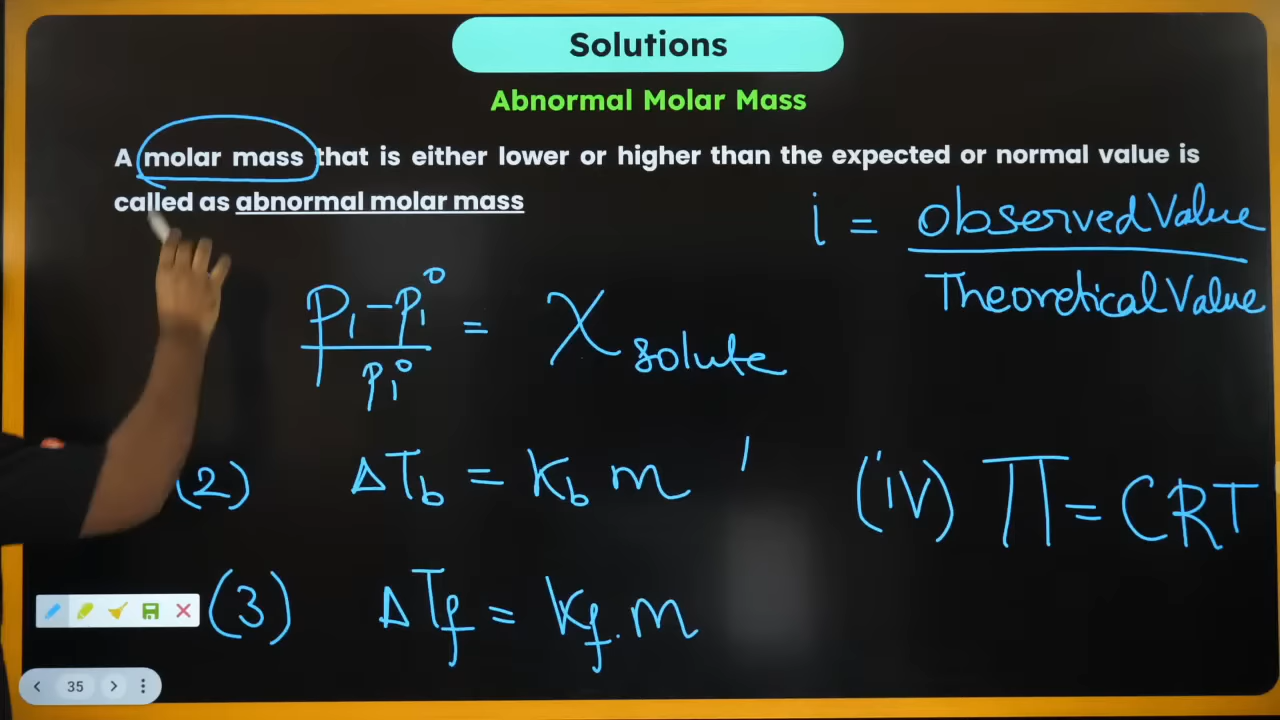 Solutions
Abnormal Molar Mass
A molar mass that is either lower or higher than the expected or normal value is
called as abnormal molar mass
i = Observed Value / Theoretical Value
P₁ - P₁⁰ / P₁⁰ = X solute
(2) ΔTb = Kb m
(iv) Π = CRT
(3) ΔTf = Kf. m
35